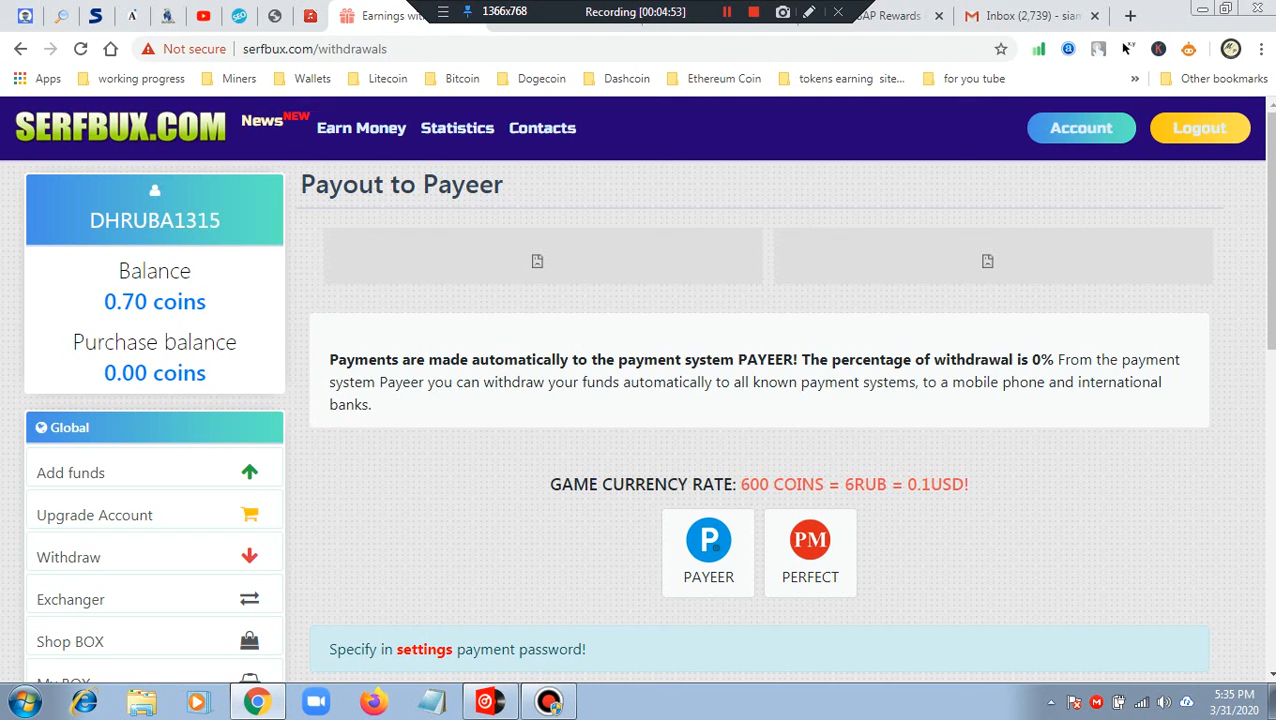 Earnings wit
1366x768
Recording [00:04:53]
AP Rewards
Inbox (2,739) - siam
Not secure
serfbux.com/withdrawals
Apps
working progress
Miners
Wallets
Litecoin
Bitcoin
Dogecoin
Dashcoin
Ethereum Coin
tokens earning site...
for you tube
»
Other bookmarks
SERFBUX.COM
News NEW
Earn Money
Statistics
Contacts
Account
Logout
DHRUBA1315
Balance
0.70 coins
Purchase balance
0.00 coins
Global
Add funds
Upgrade Account
Withdraw
Exchanger
Shop BOX
My BOX
Payout to Payeer
Payments are made automatically to the payment system PAYEER! The percentage of withdrawal is 0% From the payment
system Payeer you can withdraw your funds automatically to all known payment systems, to a mobile phone and international
banks.
GAME CURRENCY RATE: 600 COINS = 6RUB = 0.1USD!
P
PAYEER
PM
PERFECT
Specify in settings payment password!
5:35 PM
3/31/2020